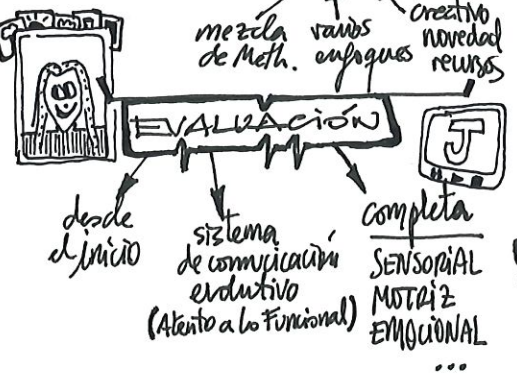 creativo
mezcla varios novedad
de Meth. enfoques recursos
EVALUACIÓN
J
desde
el inicio
sistema
de comunicación
evolutivo
(Atento a lo Funcional)
completa
SENSORIAL
MOTRIZ
EMOCIONAL
...